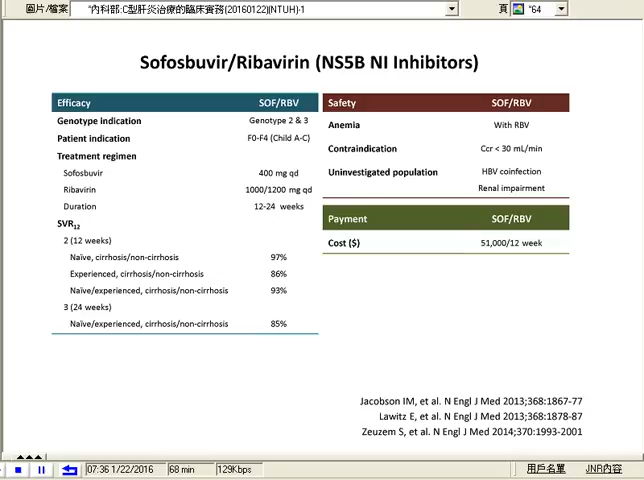 圖片/檔案 "內科部:C型肝炎治療的臨床實務(20160122)(NTUH)-1 頁 "64
Sofosbuvir/Ribavirin (NS5B NI Inhibitors)
Efficacy SOF/RBV
Genotype indication Genotype 2 & 3
Patient indication F0-F4 (Child A-C)
Treatment regimen
Sofosbuvir 400 mg qd
Ribavirin 1000/1200 mg qd
Duration 12-24 weeks
SVR12
2 (12 weeks)
Naïve, cirrhosis/non-cirrhosis 97%
Experienced, cirrhosis/non-cirrhosis 86%
Naïve/experienced, cirrhosis/non-cirrhosis 93%
3 (24 weeks)
Naïve/experienced, cirrhosis/non-cirrhosis 85%
Safety SOF/RBV
Anemia With RBV
Contraindication Ccr < 30 mL/min
Uninvestigated population HBV coinfection
Renal impairment
Payment SOF/RBV
Cost ($) 51,000/12 week
Jacobson IM, et al. N Engl J Med 2013;368:1867-77
Lawitz E, et al. N Engl J Med 2013;368:1878-87
Zeuzem S, et al. N Engl J Med 2014;370:1993-2001
07:36 1/22/2016 68 min 129Kbps 用戶名單 JNR內容